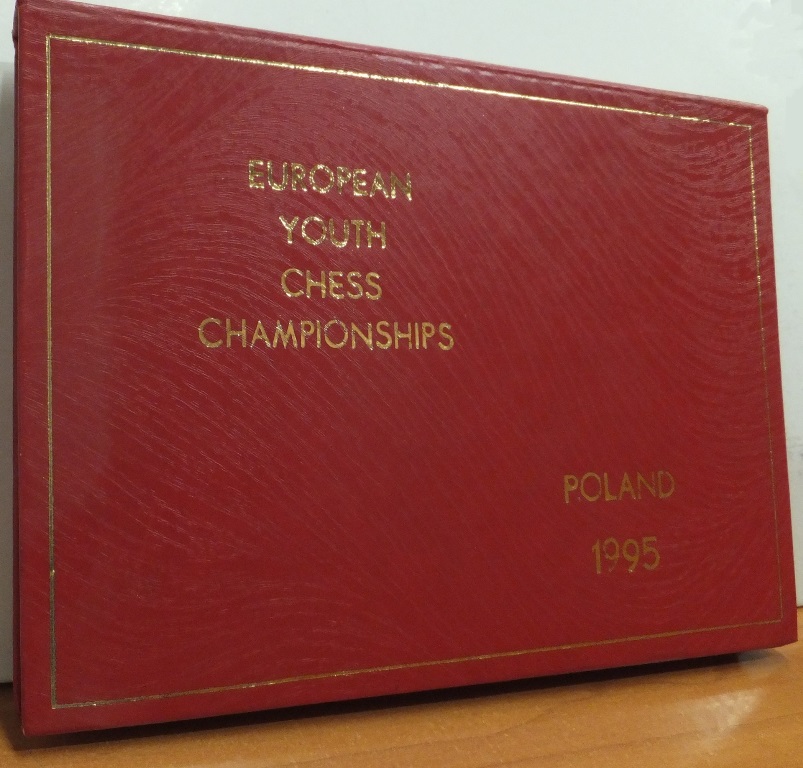 EUROPEAN
YOUTH
CHESS
CHAMPIONSHIPS
POLAND
1995